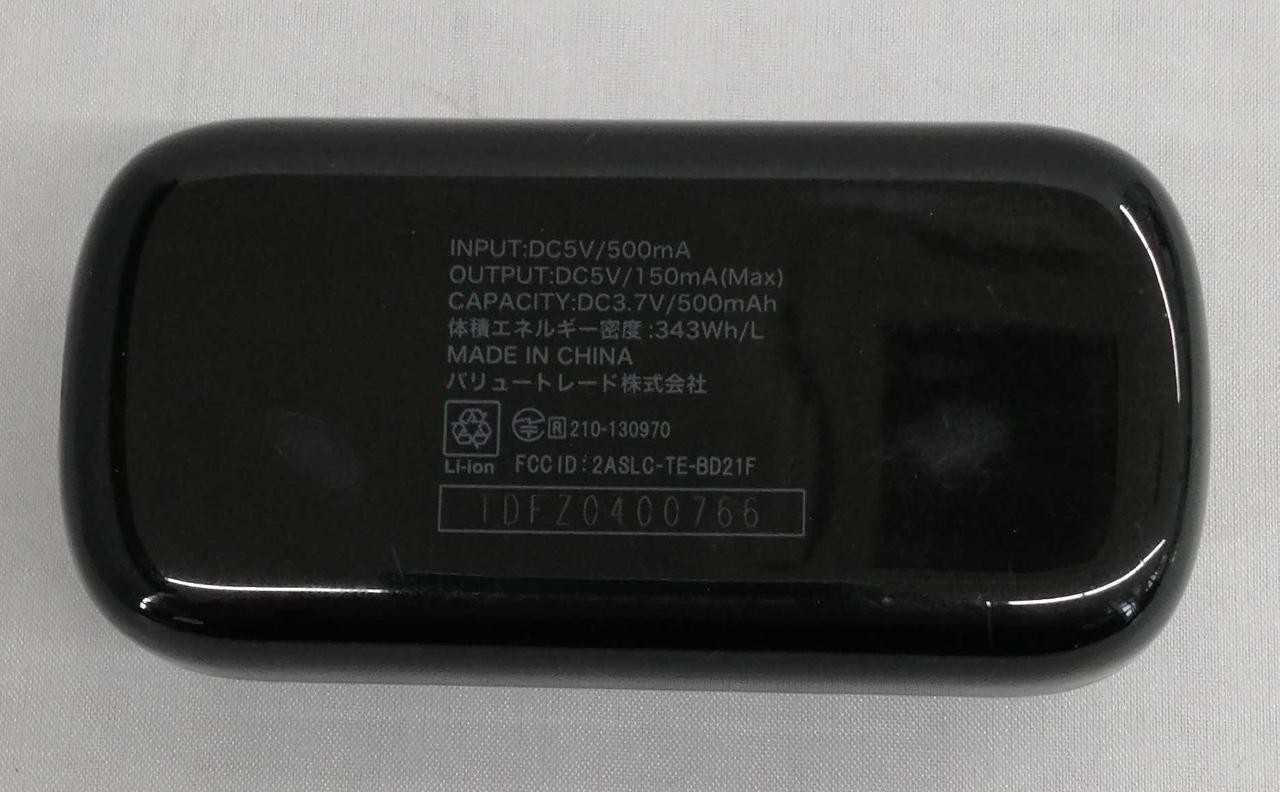 INPUT:DC5V/500mA
OUTPUT:DC5V/150mA(Max)
CAPACITY:DC3.7V/500mAh
体積エネルギー密度:343Wh/L
MADE IN CHINA
バリュートレード株式会社
R 210-130970
Li-ion FCC ID:2ASLC-TE-BD21F
1DFZ0400766